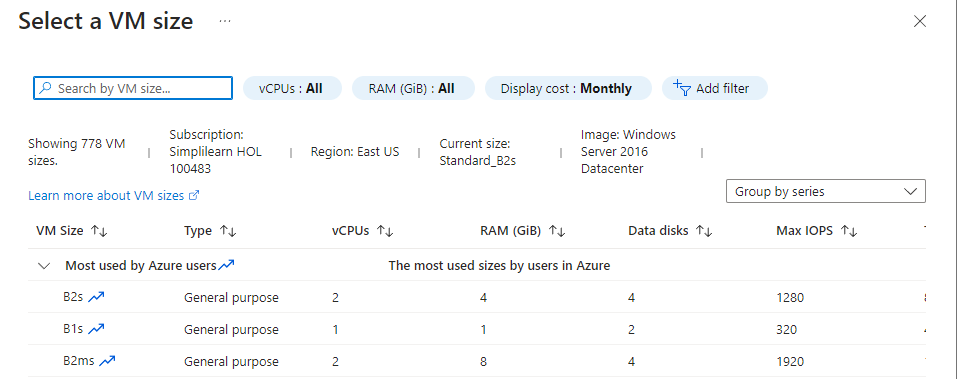 Select a VM size ...
Search by VM size...
vCPUs : All
RAM (GiB) : All
Display cost : Monthly
Add filter
Showing 778 VM
sizes.
Subscription:
Simplilearn HOL
100483
Region: East US
Current size:
Standard_B2s
Image: Windows
Server 2016
Datacenter
Learn more about VM sizes
Group by series
VM Size Type vCPUs RAM (GiB) Data disks Max IOPS
Most used by Azure users The most used sizes by users in Azure
B2s General purpose 2 4 4 1280
B1s General purpose 1 1 2 320
B2ms General purpose 2 8 4 1920